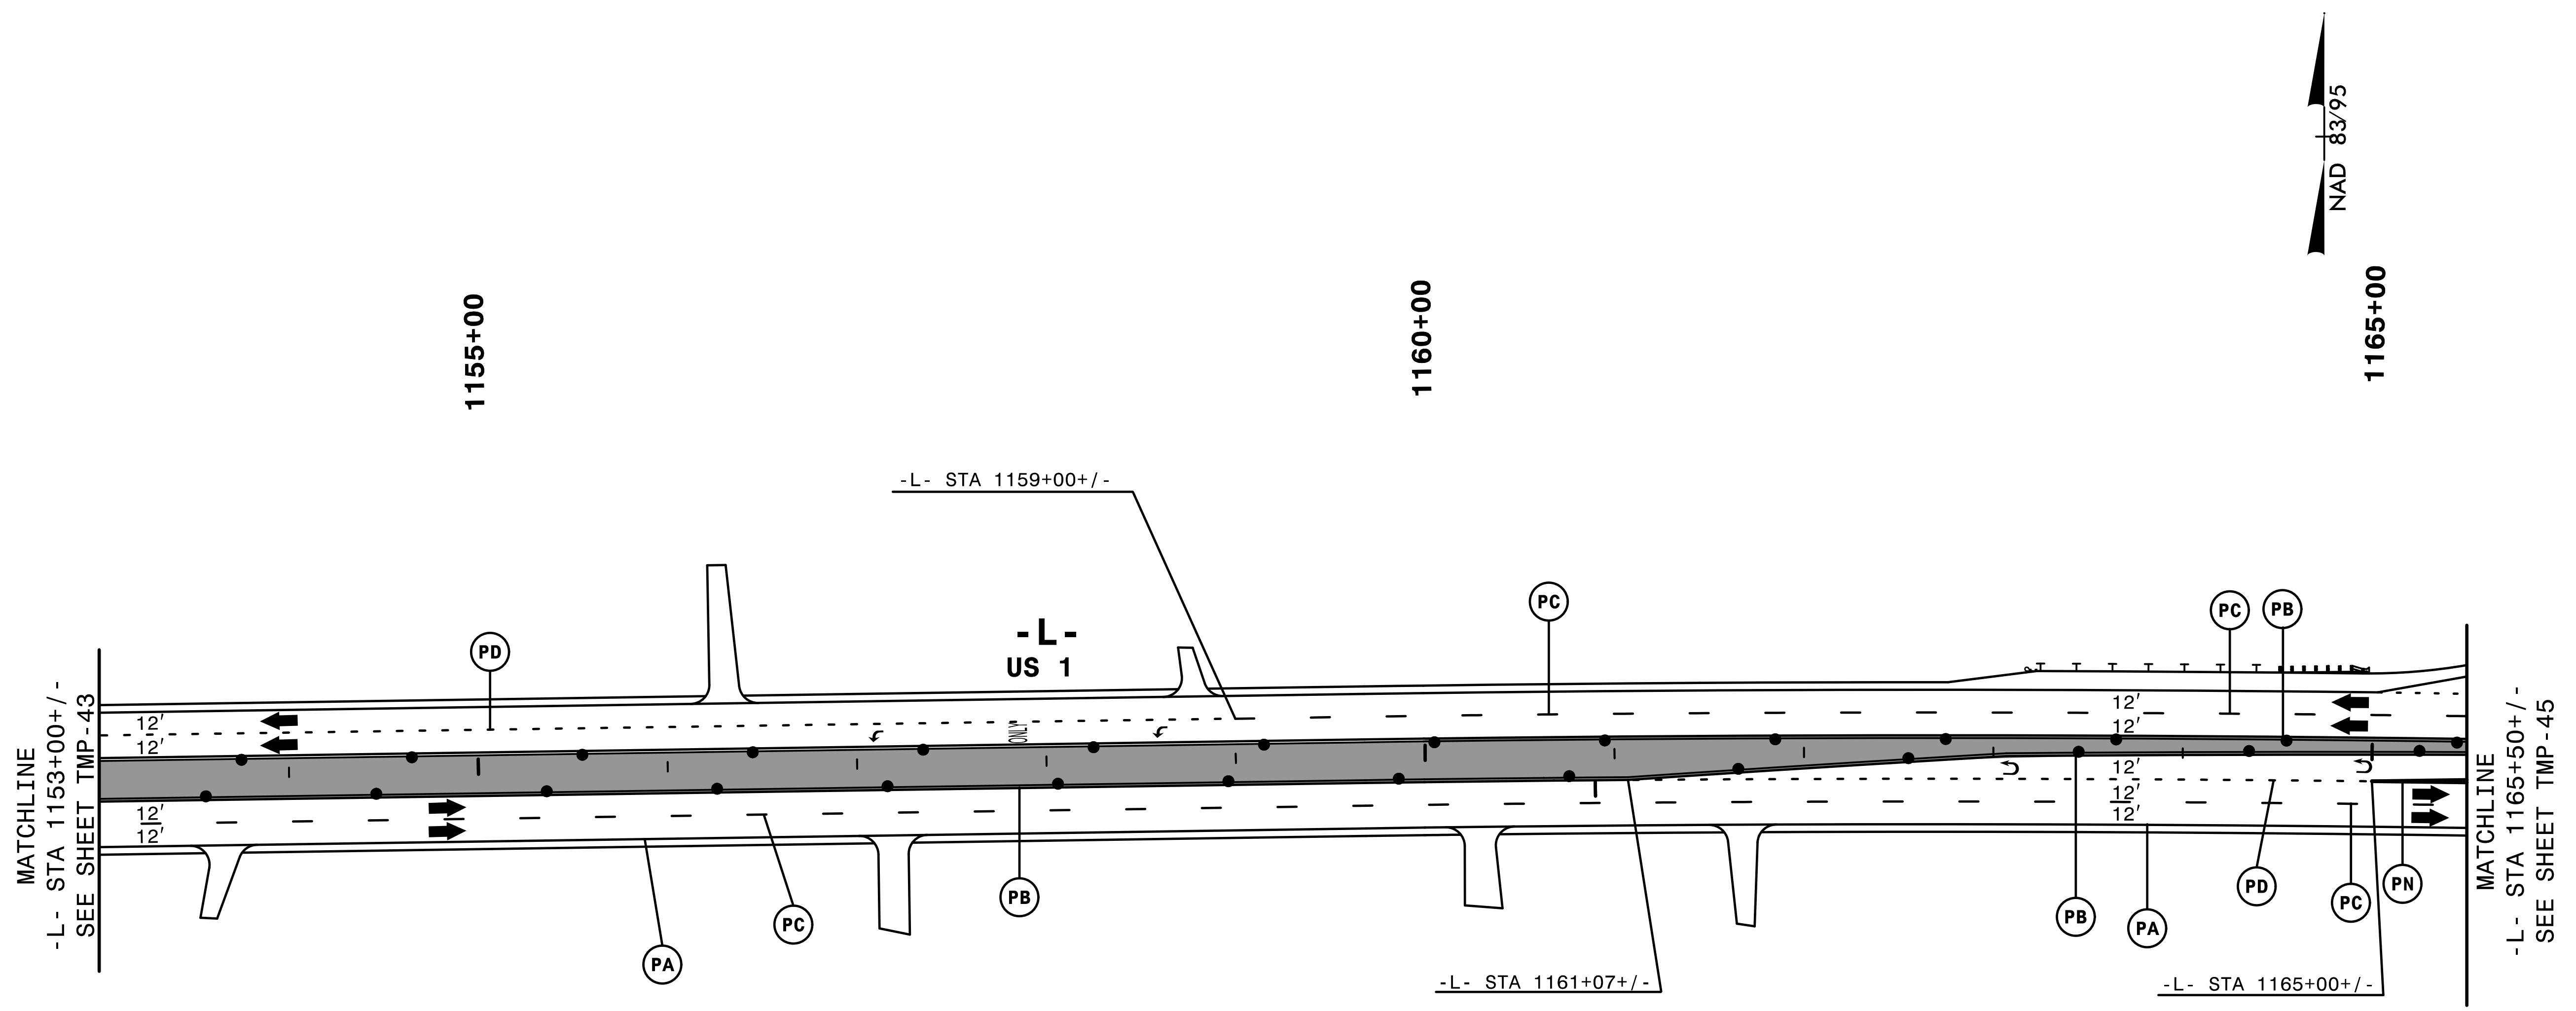 NAD 83/95
1155+00
1160+00
1165+00
-L- STA 1159+00+/-
-L-
US 1
PD
PC
PC
PB
MATCHLINE
-L- STA 1153+00+/-
SEE SHEET TMP-43
12'
12'
ONLY
12'
12'
12'
12'
12'
12'
12'
MATCHLINE
-L- STA 1165+50+/-
SEE SHEET TMP-45
PA
PC
PB
PB
PA
PD
PC
PN
-L- STA 1161+07+/-
-L- STA 1165+00+/-